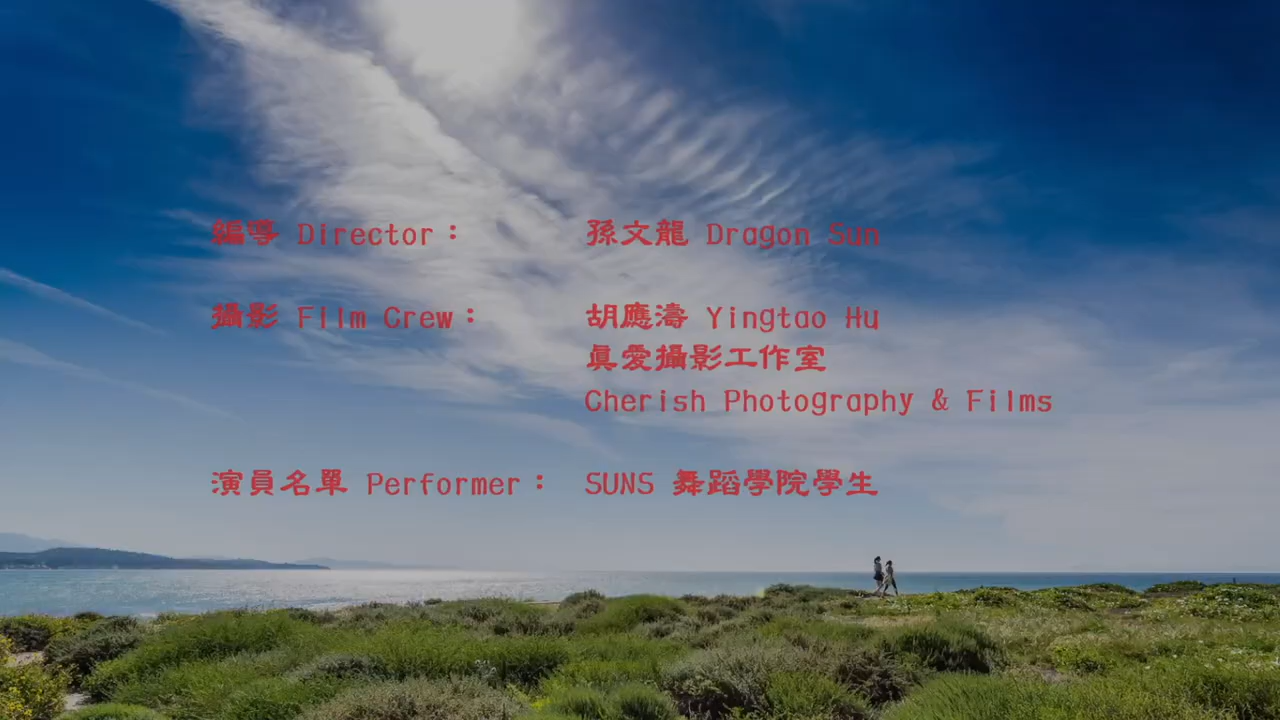 編導 Director： 孫文龍 Dragon Sun
攝影 Film Crew： 胡應濤 Yingtao Hu
真愛攝影工作室
Cherish Photography & Films
演員名單 Performer： SUNS 舞蹈學院學生